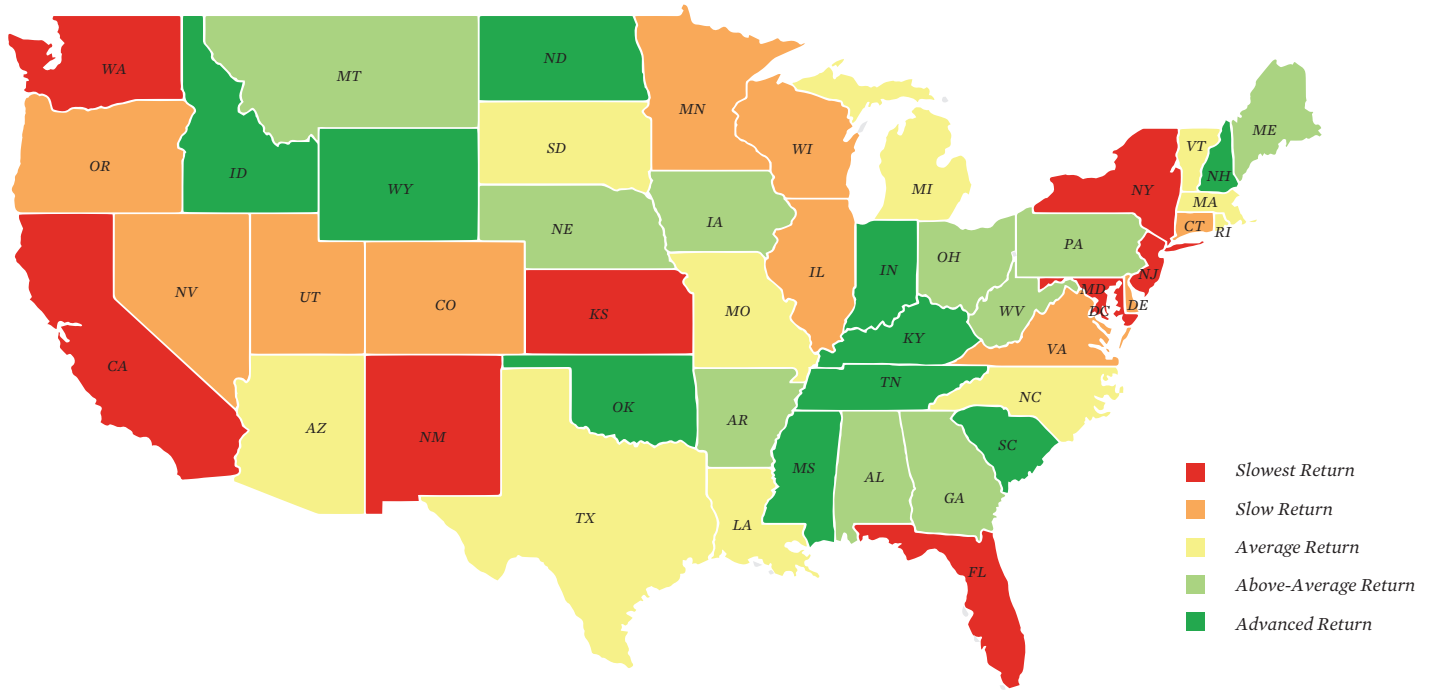 WA
MT
ND
MN
OR
ID
WY
SD
WI
MI
NY
VT
NH
ME
MA
CT
RI
NV
UT
CO
NE
IA
IL
IN
OH
PA
NJ
MD
DC
DE
WV
VA
KS
MO
KY
CA
AZ
NM
OK
AR
TN
NC
SC
MS
AL
GA
TX
LA
FL
Slowest Return
Slow Return
Average Return
Above-Average Return
Advanced Return